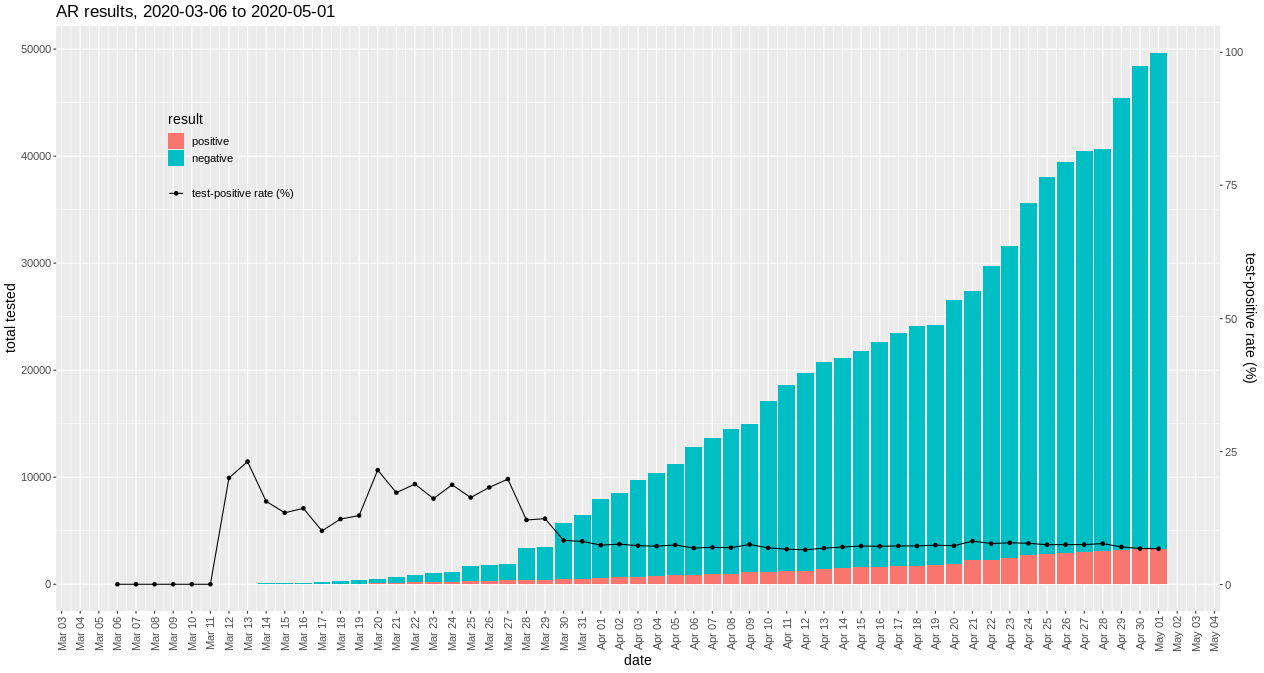 AR results, 2020-03-06 to 2020-05-01
total tested
50000
40000
30000
20000
10000
0
result
positive
negative
test-positive rate (%)
100
75
50
25
0
test-positive rate (%)
Mar 03
Mar 04
Mar 05
Mar 06
Mar 07
Mar 08
Mar 09
Mar 10
Mar 11
Mar 12
Mar 13
Mar 14
Mar 15
Mar 16
Mar 17
Mar 18
Mar 19
Mar 20
Mar 21
Mar 22
Mar 23
Mar 24
Mar 25
Mar 26
Mar 27
Mar 28
Mar 29
Mar 30
Mar 31
Apr 01
Apr 02
Apr 03
Apr 04
Apr 05
Apr 06
Apr 07
Apr 08
Apr 09
Apr 10
Apr 11
Apr 12
Apr 13
Apr 14
Apr 15
Apr 16
Apr 17
Apr 18
Apr 19
Apr 20
Apr 21
Apr 22
Apr 23
Apr 24
Apr 25
Apr 26
Apr 27
Apr 28
Apr 29
Apr 30
May 01
May 02
May 03
May 04
date